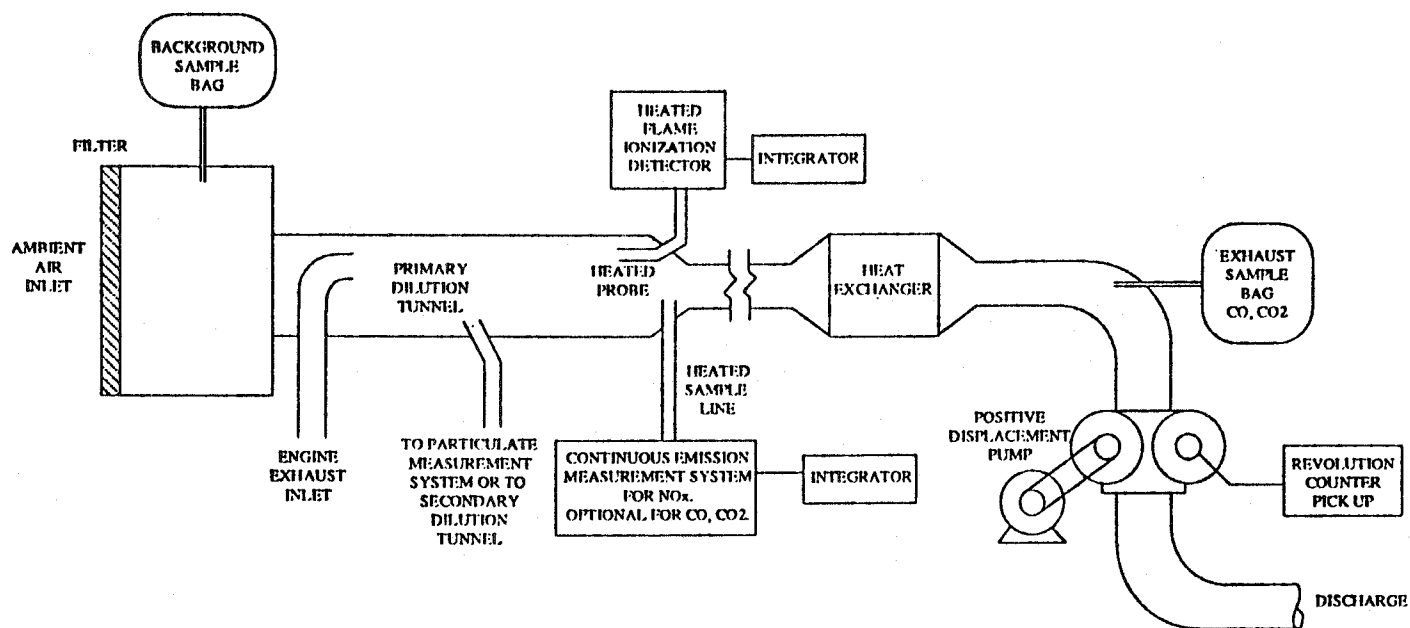 BACKGROUND
SAMPLE
BAG
FILTER
AMBIENT
AIR
INLET
ENGINE
EXHAUST
INLET
PRIMARY
DILUTION
TUNNEL
TO PARTICULATE
MEASUREMENT
SYSTEM OR TO
SECONDARY
DILUTION
TUNNEL
HEATED
FLAME
IONIZATION
DETECTOR
INTEGRATOR
HEATED
PROBE
HEATED
SAMPLE
LINE
CONTINUOUS EMISSION
MEASUREMENT SYSTEM
FOR NOx.
OPTIONAL FOR CO, CO2
INTEGRATOR
HEAT
EXCHANGER
EXHAUST
SAMPLE
BAG
CO, CO2
POSITIVE
DISPLACEMENT
PUMP
REVOLUTION
COUNTER
PICK UP
DISCHARGE